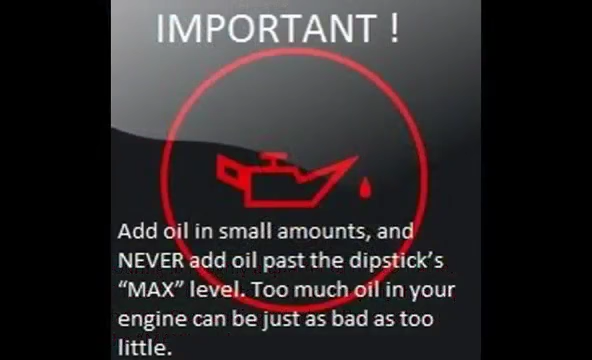 IMPORTANT !
Add oil in small amounts, and
NEVER add oil past the dipstick's
“MAX” level. Too much oil in your
engine can be just as bad as too
little.